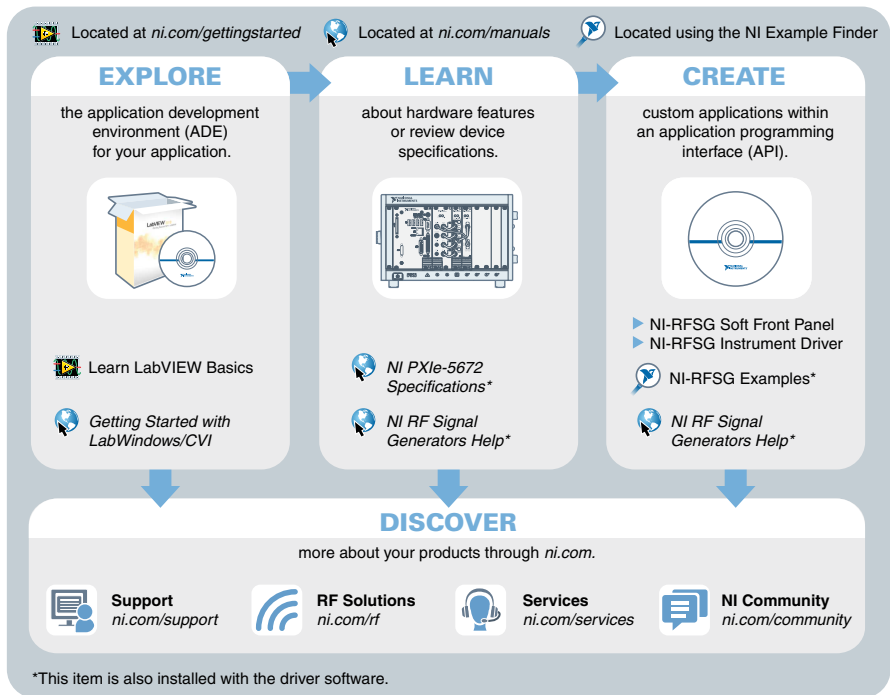 Located at ni.com/gettingstarted
Located at ni.com/manuals
Located using the NI Example Finder
EXPLORE
the application development
environment (ADE)
for your application.
LabVIEW
Learn LabVIEW Basics
Getting Started with
LabWindows/CVI
LEARN
about hardware features
or review device
specifications.
NI PXIe-5672
Specifications*
NI RF Signal
Generators Help*
CREATE
custom applications within
an application programming
interface (API).
NI-RFSG Soft Front Panel
NI-RFSG Instrument Driver
NI-RFSG Examples*
NI RF Signal
Generators Help*
DISCOVER
more about your products through ni.com.
Support
ni.com/support
RF Solutions
ni.com/rf
Services
ni.com/services
NI Community
ni.com/community
*This item is also installed with the driver software.